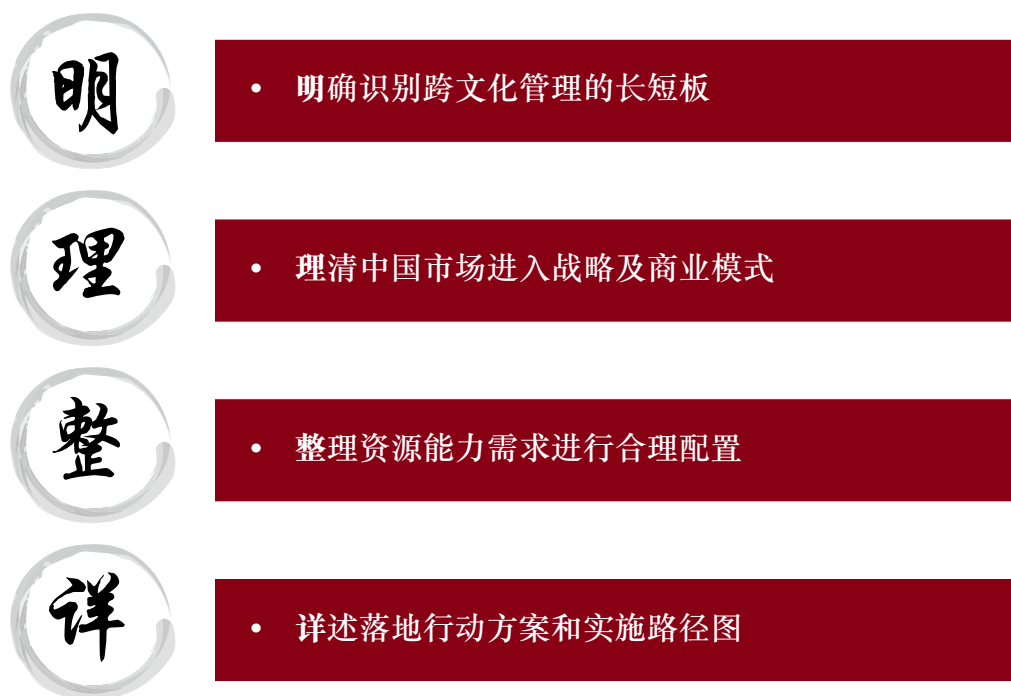 明
• 明确识别跨文化管理的长短板
理
• 理清中国市场进入战略及商业模式
整
• 整理资源能力需求进行合理配置
详
• 详述落地行动方案和实施路径图